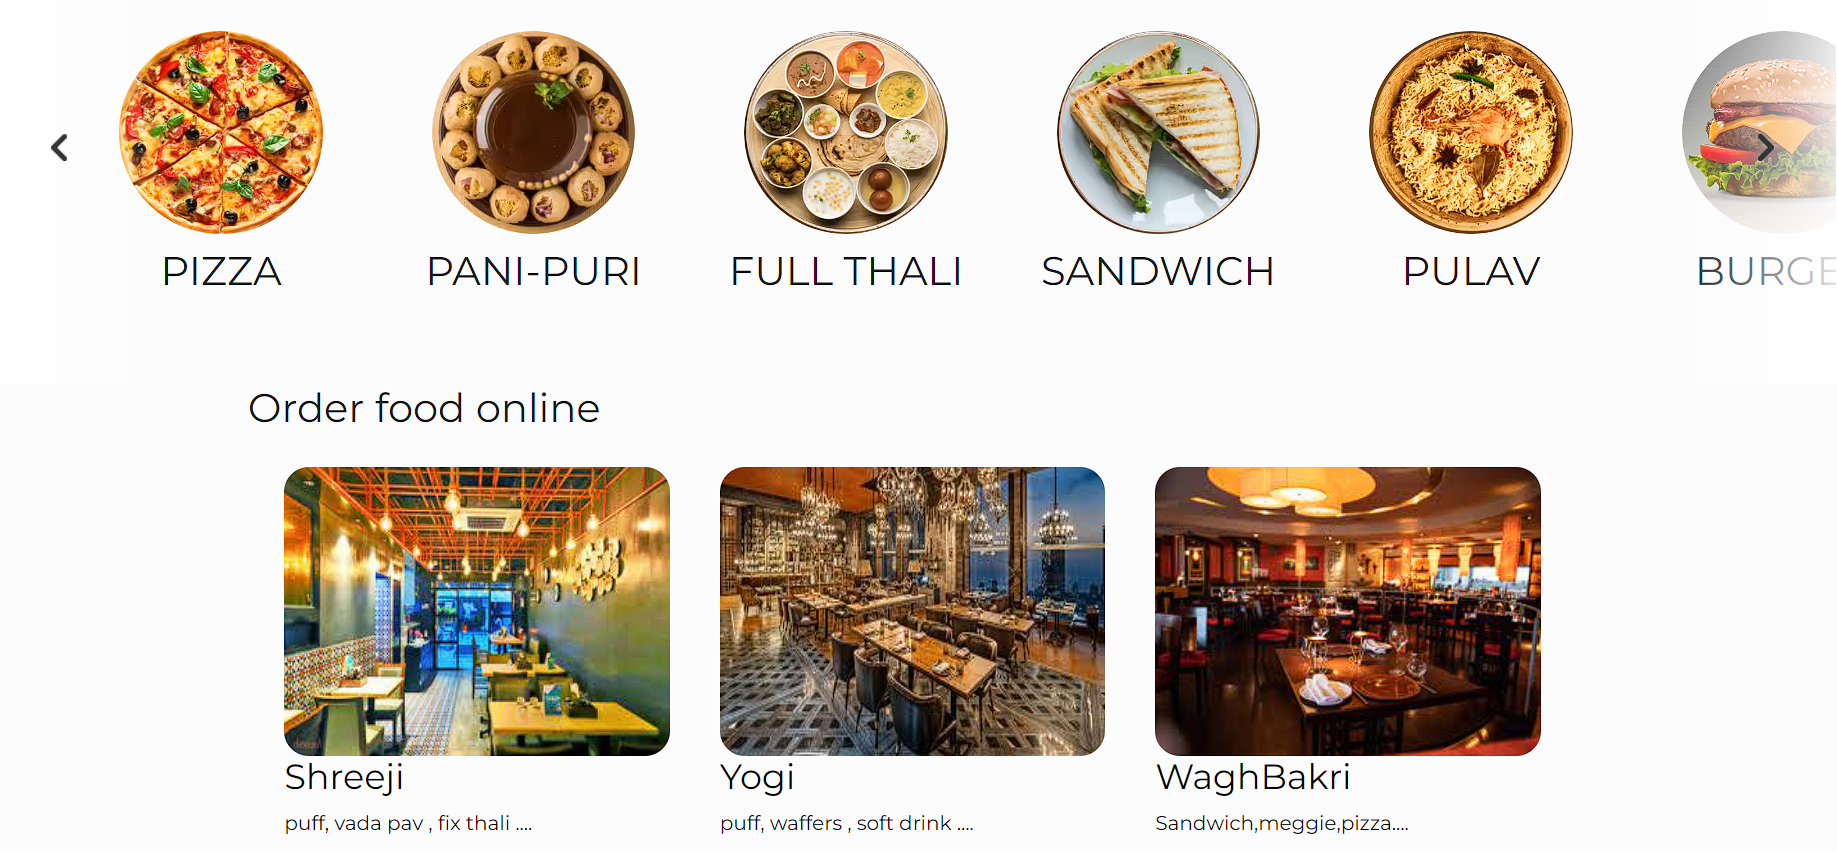 PIZZA
PANI-PURI
FULL THALI
SANDWICH
PULAV
BURGE
Order food online
Shreeji
Yogi
WaghBakri
puff, vada pav , fix thali ....
puff, waffers , soft drink ....
Sandwich,meggie,pizza....